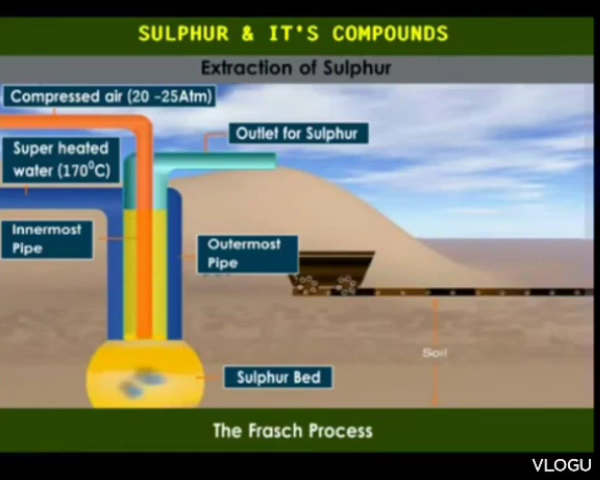 SULPHUR & IT'S COMPOUNDS
Extraction of Sulphur
Compressed air (20 -25Atm)
Outlet for Sulphur
Super heated
water (170⁰C)
Innermost
Pipe
Outermost
Pipe
Soil
Sulphur Bed
The Frasch Process
VLOGU